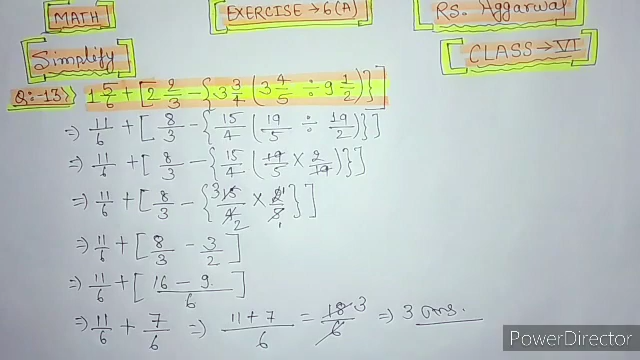 MATH EXERCISE → 6(A) RS. Aggarwal
Simplify CLASS → VI
Q:-13) 1 5/6 + [2 2/3 - {3 3/4 (3 4/5 ÷ 9 1/2)}]
⇒ 11/6 + [8/3 - {15/4 (19/5 ÷ 19/2)}]
⇒ 11/6 + [8/3 - {15/4 (19/5 × 2/19)}]
⇒ 11/6 + [8/3 - {3 15/4 2 × 2 1/5 1}]
⇒ 11/6 + [8/3 - 3/2]
⇒ 11/6 + [16 - 9/6]
⇒ 11/6 + 7/6 ⇒ 11 + 7/6 = 18/6 3 ⇒ 3 ans.
PowerDirector